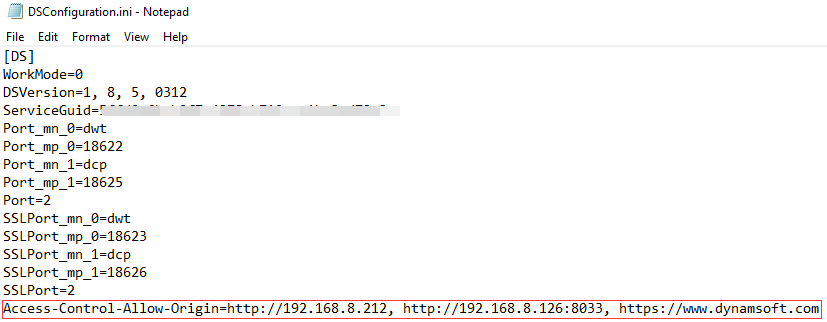 DSConfiguration.ini - Notepad
File Edit Format View Help
[DS]
WorkMode=0
DSVersion=1, 8, 5, 0312
ServiceGuid=
Port_mn_0=dwt
Port_mp_0=18622
Port_mn_1=dcp
Port_mp_1=18625
Port=2
SSLPort_mn_0=dwt
SSLPort_mp_0=18623
SSLPort_mn_1=dcp
SSLPort_mp_1=18626
SSLPort=2
Access-Control-Allow-Origin=http://192.168.8.212, http://192.168.8.126:8033, https://www.dynamsoft.com